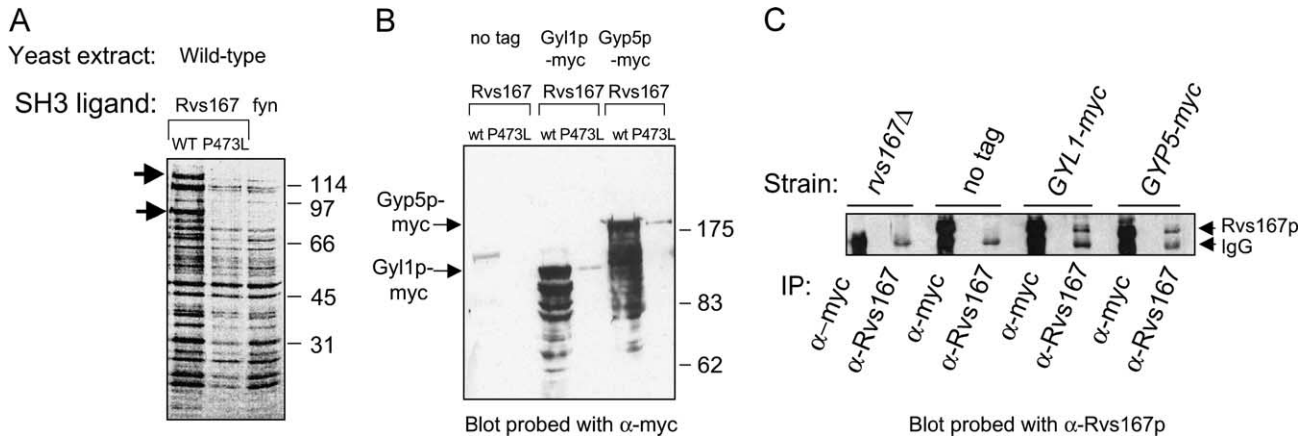 A
Yeast extract: Wild-type
SH3 ligand: Rvs167 fyn
WT P473L
114
97
66
45
31
B
no tag Gyl1p-myc Gyp5p-myc
Rvs167 Rvs167 Rvs167
wt P473L wt P473L wt P473L
Gyp5p-myc
Gyl1p-myc
175
83
62
Blot probed with α-myc
C
Strain: rvs167Δ no tag GYL1-myc GYP5-myc
Rvs167p
IgG
IP: α-myc α-Rvs167 α-myc α-Rvs167 α-myc α-Rvs167 α-myc α-Rvs167
Blot probed with α-Rvs167p